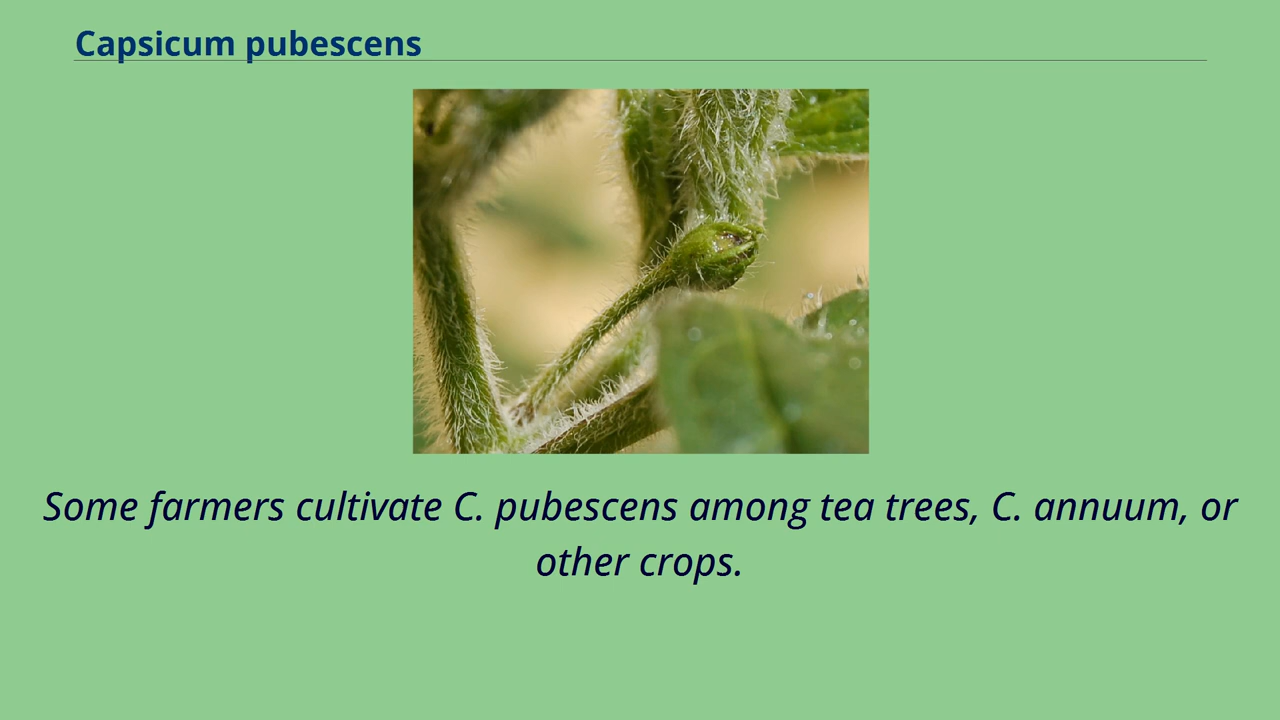 Capsicum pubescens
Some farmers cultivate C. pubescens among tea trees, C. annuum, or
other crops.